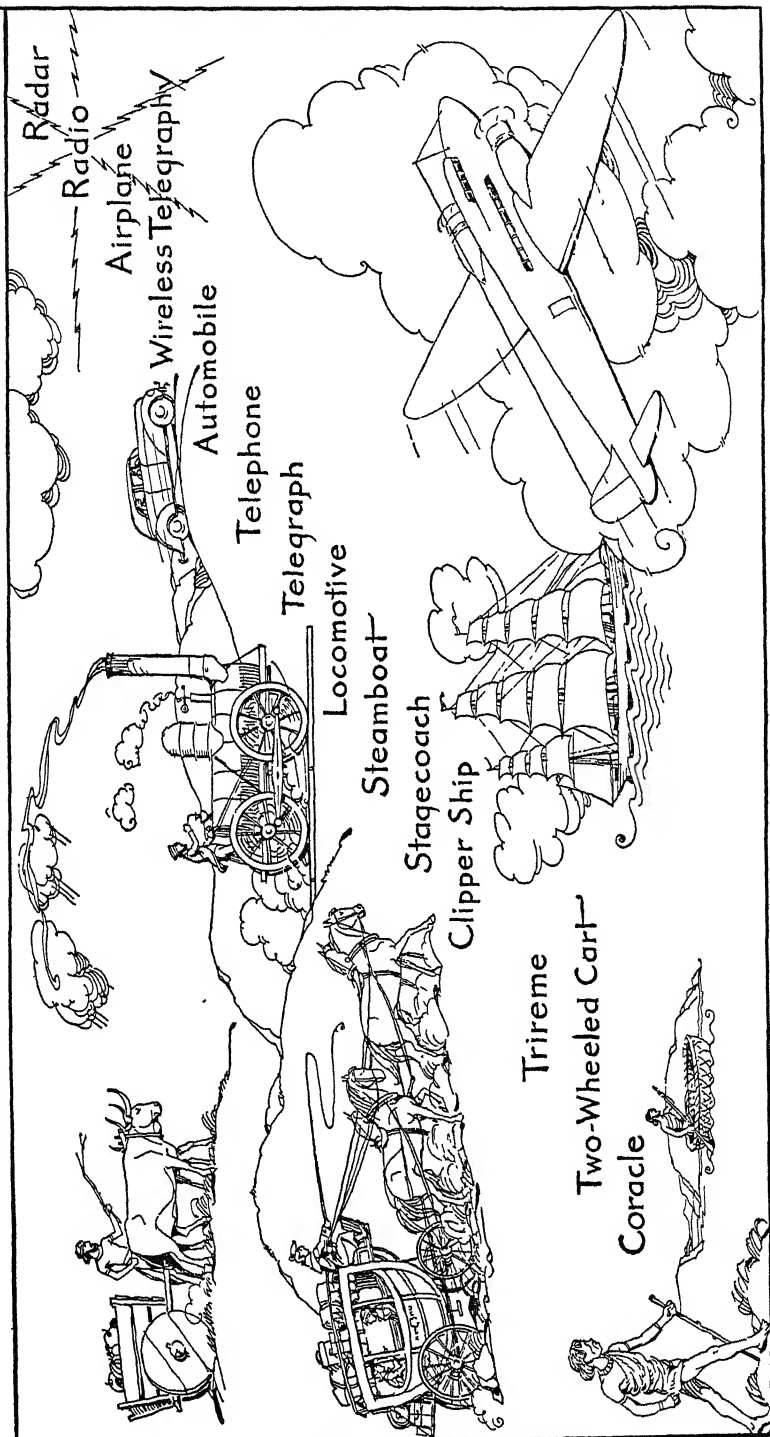 Radar
Radio
Airplane
Wireless Telegraphy
Automobile
Telephone
Telegraph
Locomotive
Steamboat
Stagecoach
Clipper Ship
Trireme
Two-Wheeled Cart
Coracle